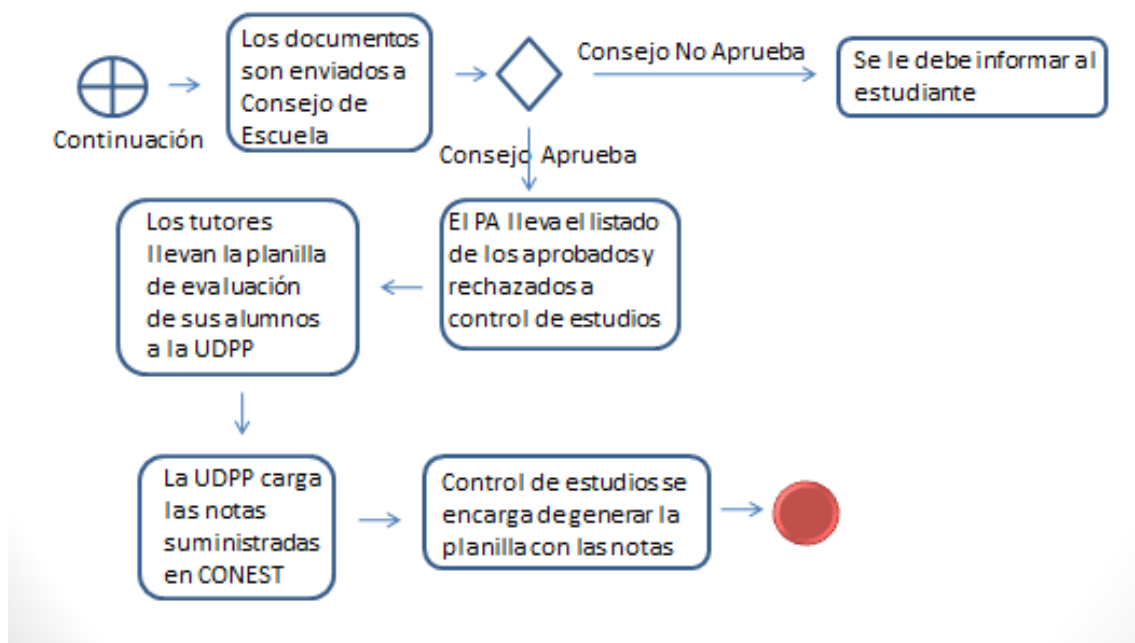 Continuación
Los documentos
son enviados a
Consejo de
Escuela
Consejo No Aprueba
Se le debe informar al
estudiante
Consejo Aprueba
El PA lleva el listado
de los aprobados y
rechazados a
control de estudios
Los tutores
llevan la planilla
de evaluación
de sus alumnos
a la UDPP
La UDPP carga
las notas
suministradas
en CONEST
Control de estudios se
encarga de generar la
planilla con las notas